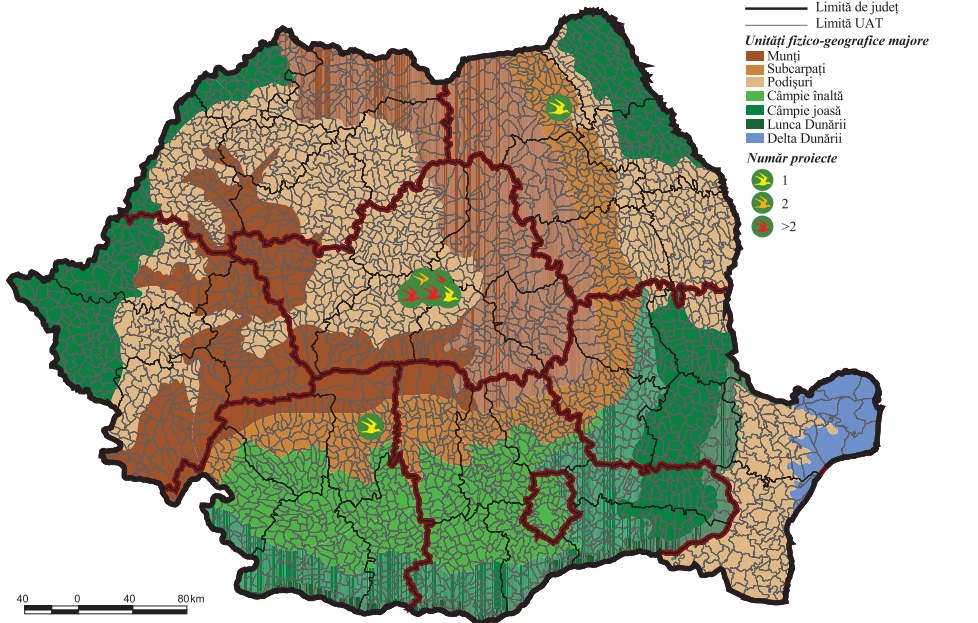 Limită de județ
Limită UAT
Unități fizico-geografice majore
Munți
Subcarpați
Podișuri
Câmpie înaltă
Câmpie joasă
Lunca Dunării
Delta Dunării
Număr proiecte
1
2
>2
40 0 40 80 km